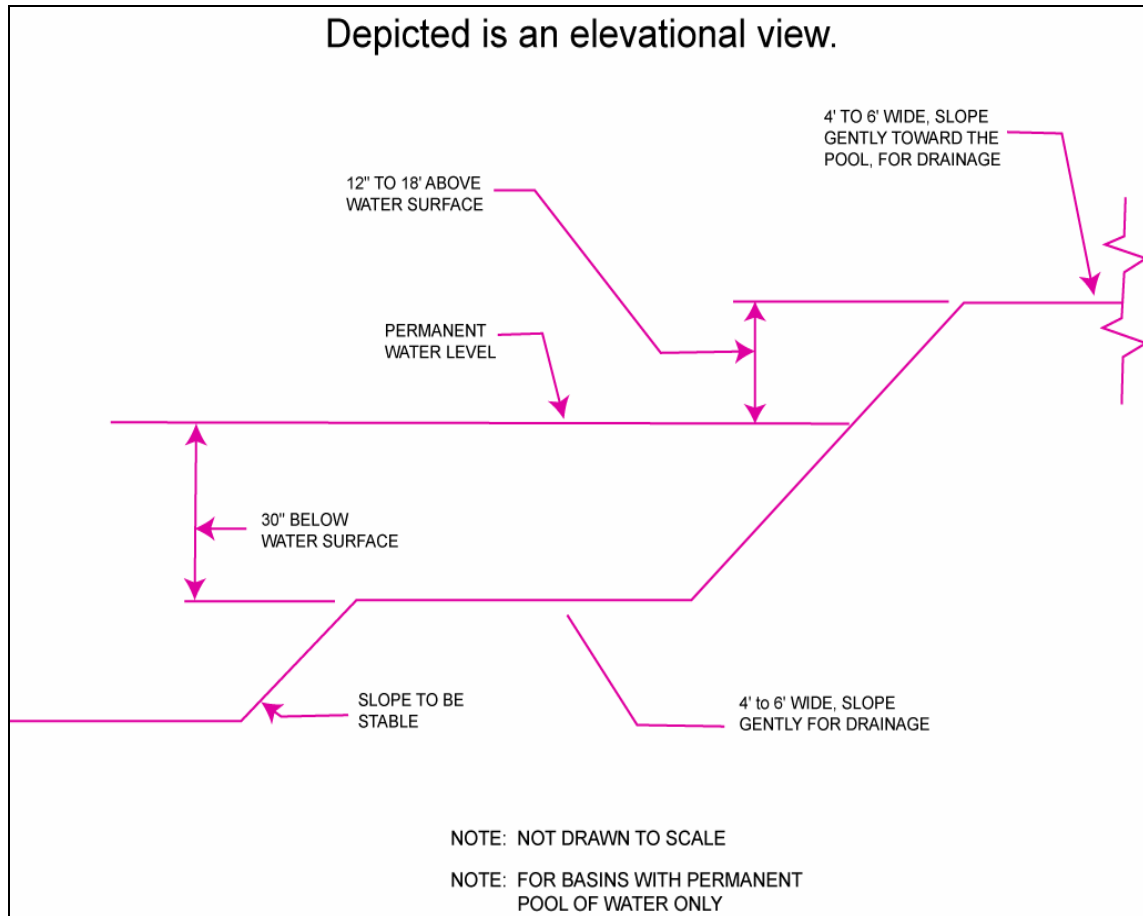 Depicted is an elevational view.
4' TO 6' WIDE, SLOPE
GENTLY TOWARD THE
POOL, FOR DRAINAGE
12" TO 18' ABOVE
WATER SURFACE
PERMANENT
WATER LEVEL
30" BELOW
WATER SURFACE
SLOPE TO BE
STABLE
4' to 6' WIDE, SLOPE
GENTLY FOR DRAINAGE
NOTE: NOT DRAWN TO SCALE
NOTE: FOR BASINS WITH PERMANENT
POOL OF WATER ONLY